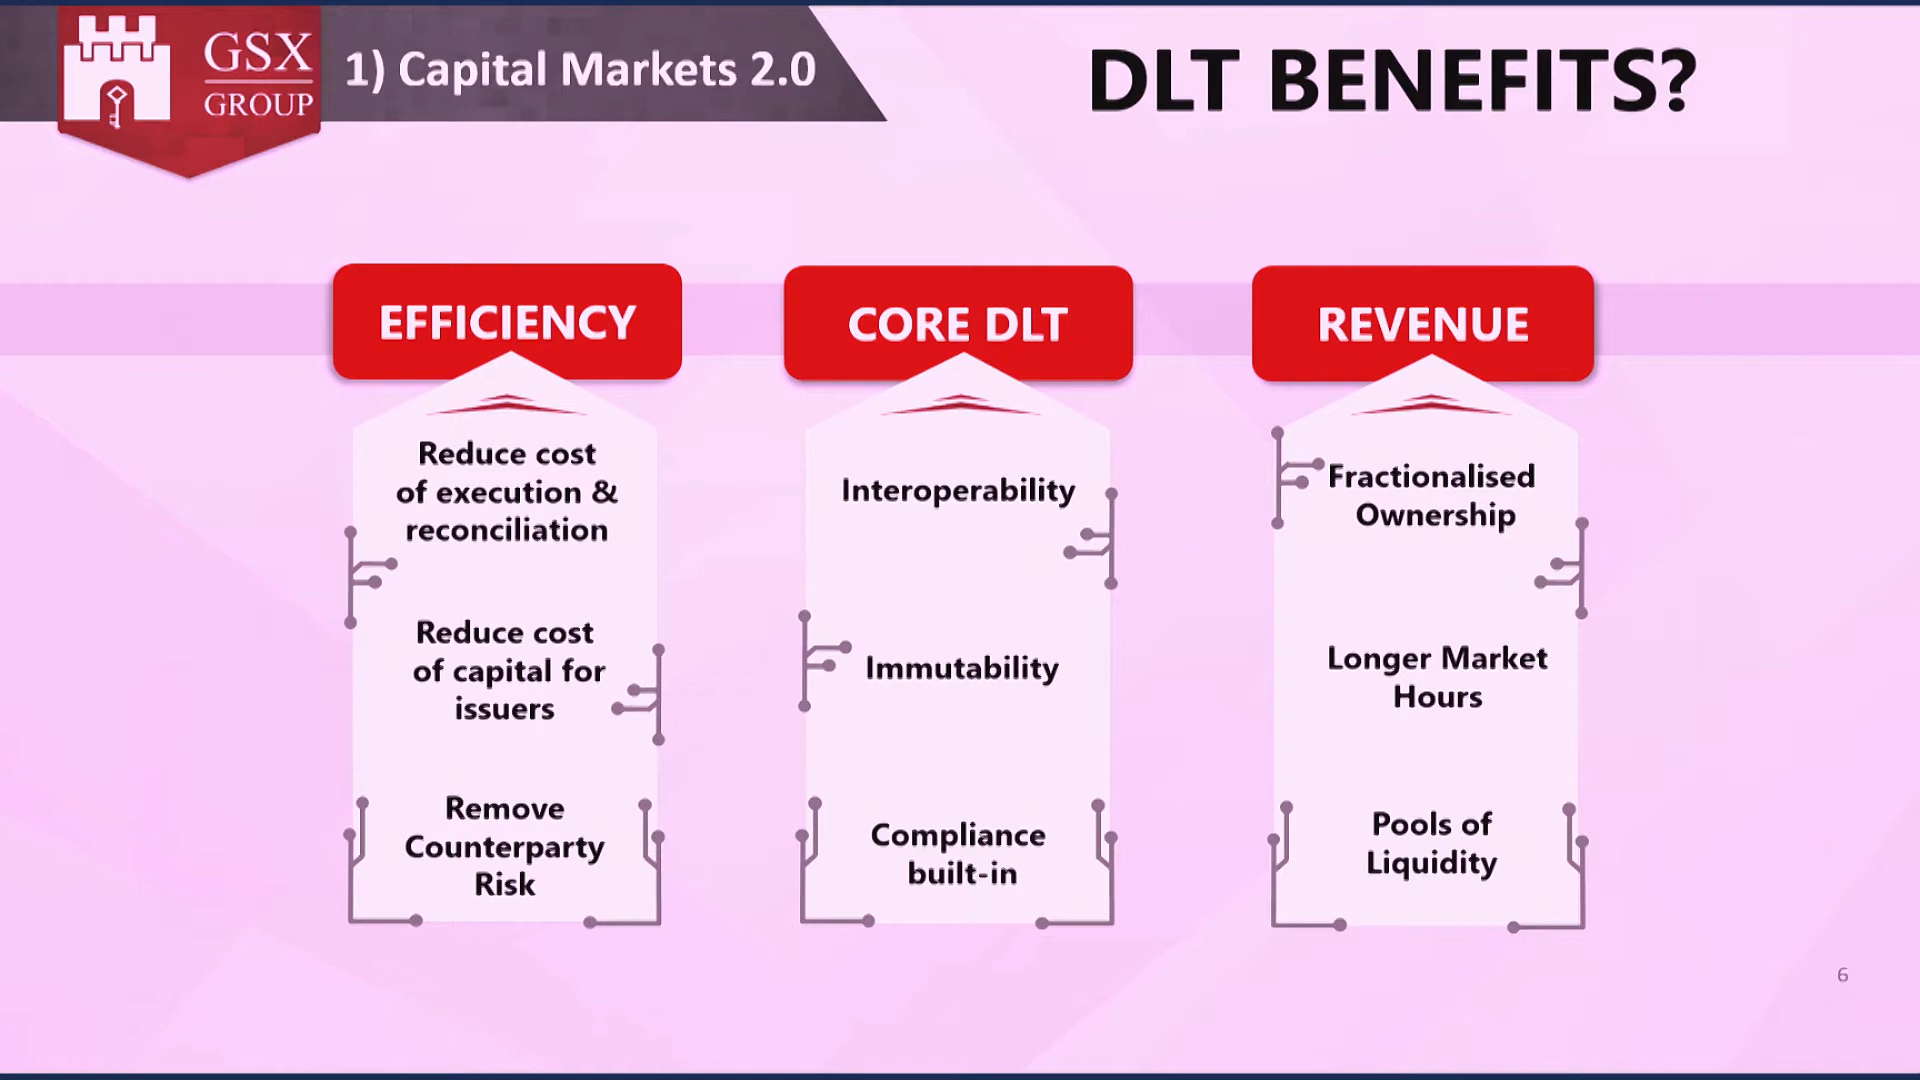 GSX
GROUP
1) Capital Markets 2.0
DLT BENEFITS?
EFFICIENCY
Reduce cost
of execution &
reconciliation
Reduce cost
of capital for
issuers
Remove
Counterparty
Risk
CORE DLT
Interoperability
Immutability
Compliance
built-in
REVENUE
Fractionalised
Ownership
Longer Market
Hours
Pools of
Liquidity
6